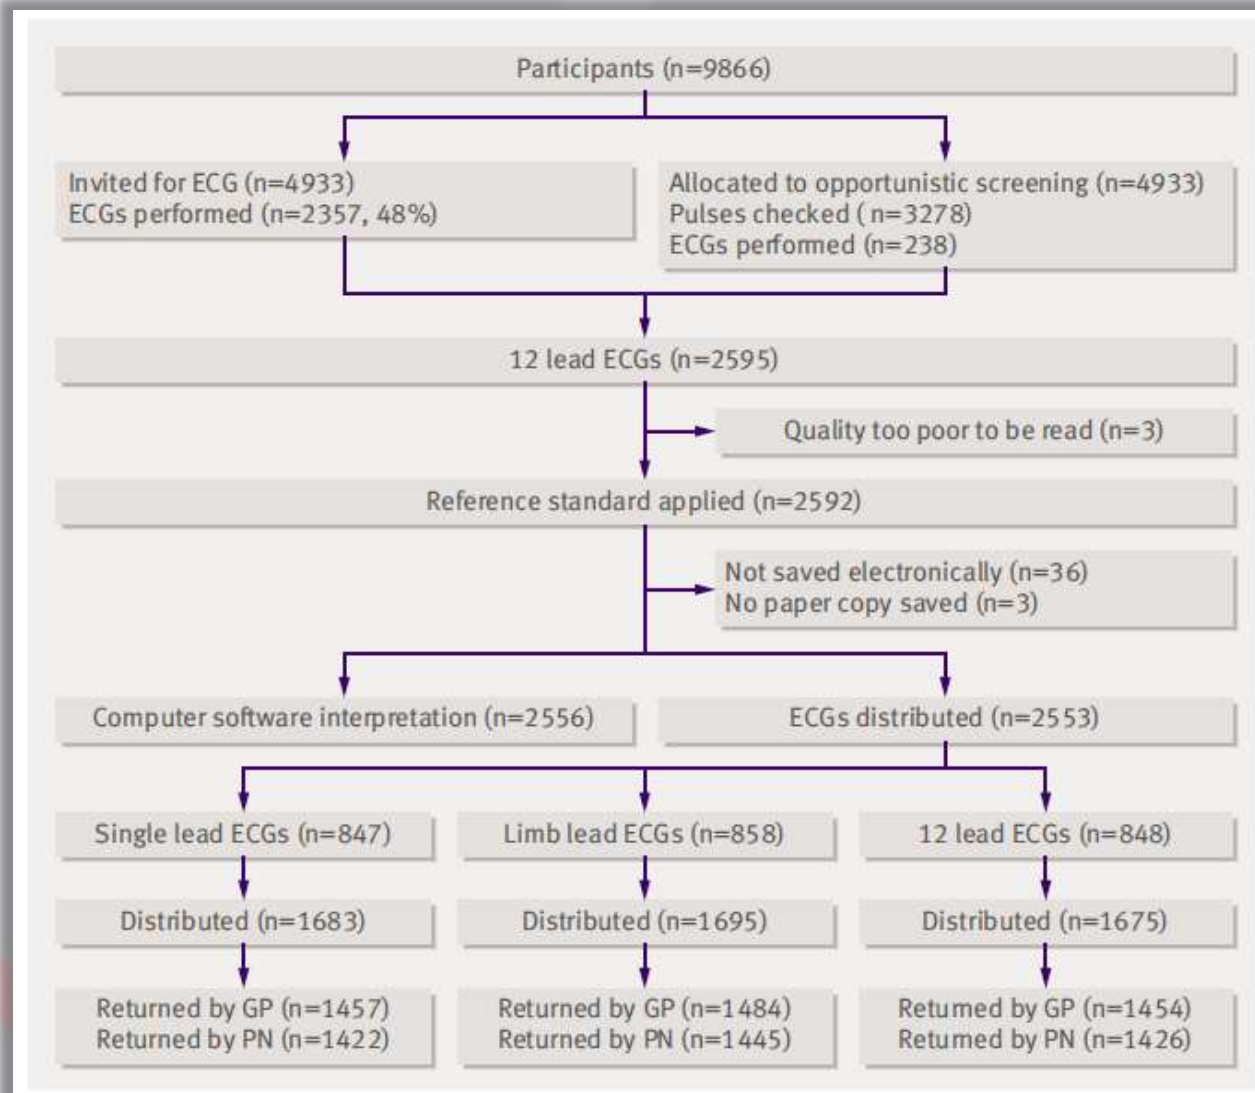 Participants (n=9866)
Invited for ECG (n=4933)
ECGs performed (n=2357, 48%)
Allocated to opportunistic screening (n=4933)
Pulses checked ( n=3278)
ECGs performed (n=238)
12 lead ECGs (n=2595)
Quality too poor to be read (n=3)
Reference standard applied (n=2592)
Not saved electronically (n=36)
No paper copy saved (n=3)
Computer software interpretation (n=2556)
ECGs distributed (n=2553)
Single lead ECGs (n=847)
Limb lead ECGs (n=858)
12 lead ECGs (n=848)
Distributed (n=1683)
Distributed (n=1695)
Distributed (n=1675)
Returned by GP (n=1457)
Returned by PN (n=1422)
Returned by GP (n=1484)
Returned by PN (n=1445)
Returned by GP (n=1454)
Returned by PN (n=1426)